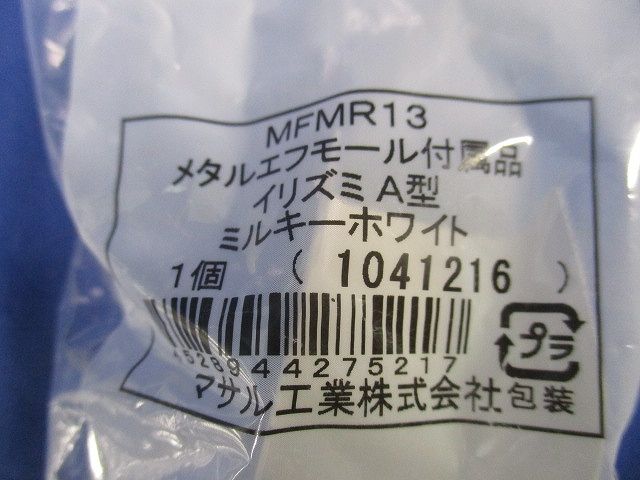 MFMR13
メタルエフモール付属品
イリズミ A型
ミルキーホワイト
1個 ( 1041216 )
プラ
44275217
マサル工業株式会社 包装